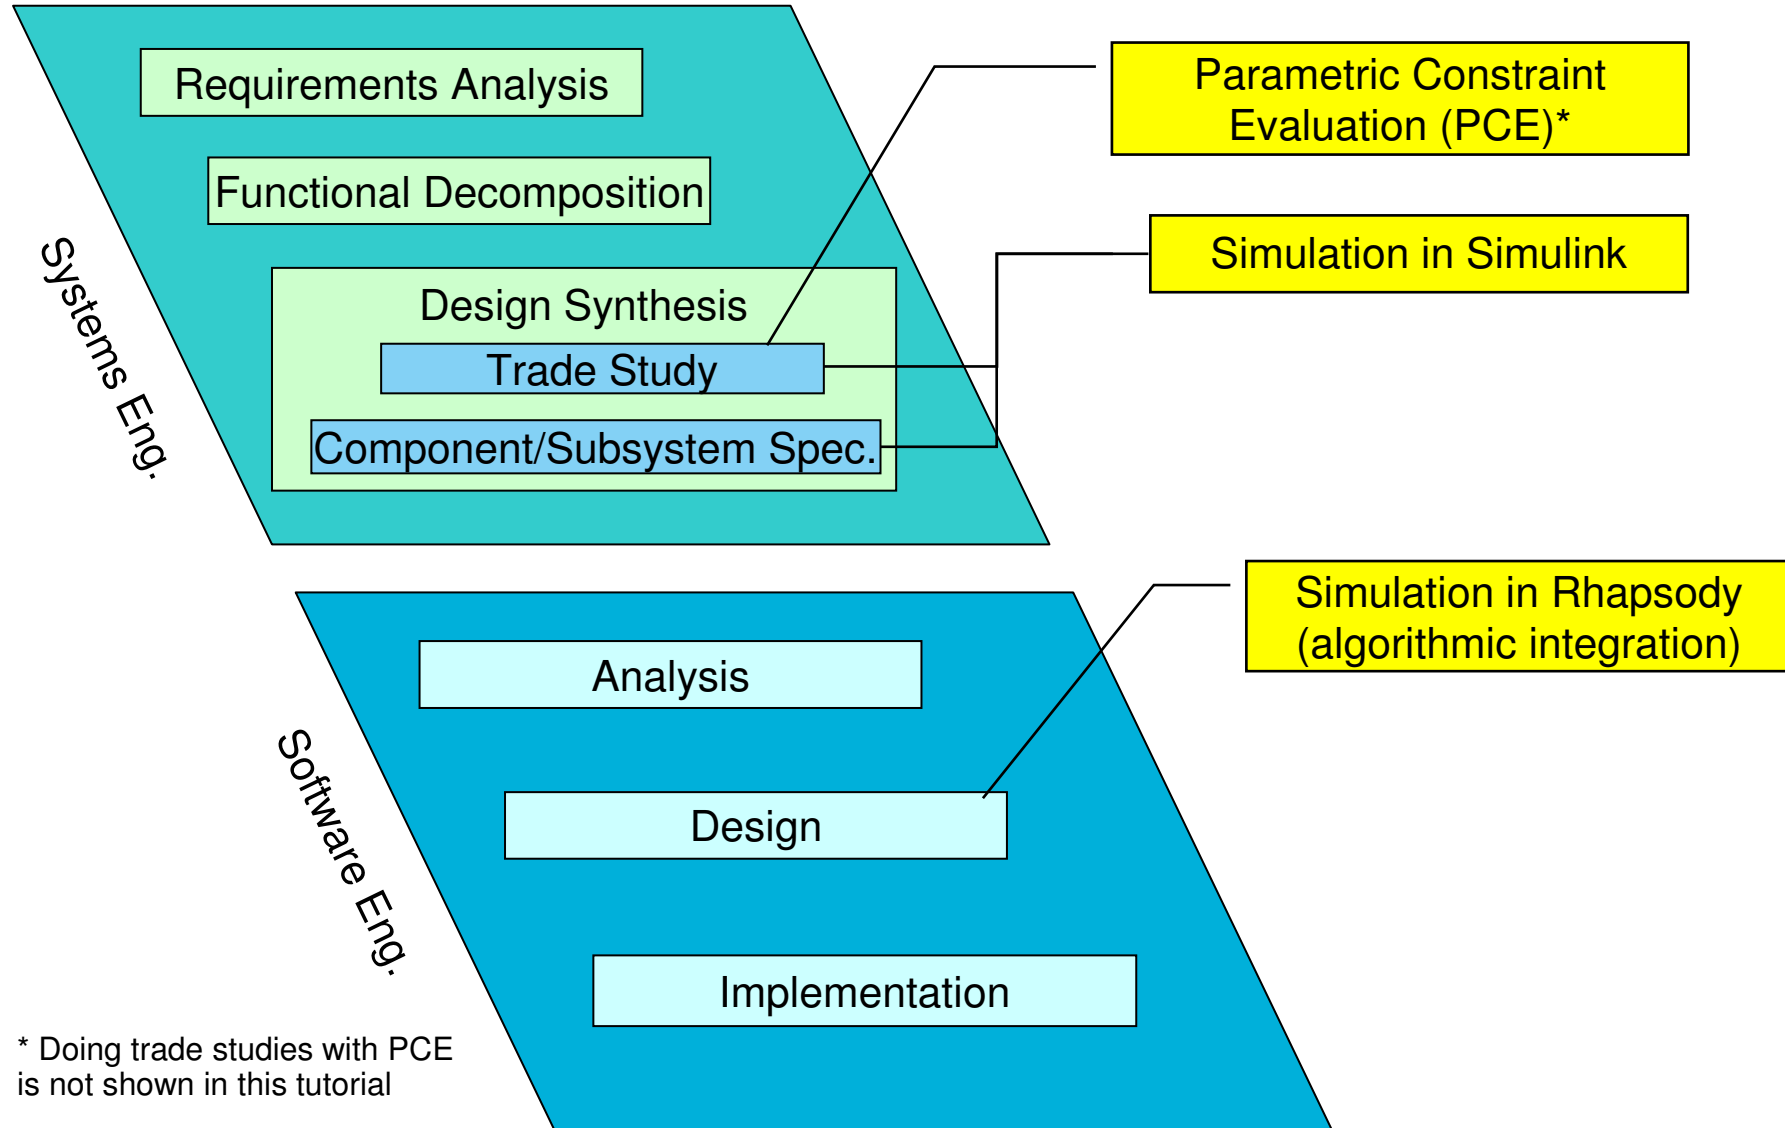 Requirements Analysis
Functional Decomposition
Design Synthesis
Trade Study
Component/Subsystem Spec.
Systems Eng.
Parametric Constraint
Evaluation (PCE)*
Simulation in Simulink
Simulation in Rhapsody
(algorithmic integration)
Analysis
Design
Implementation
Software Eng.
* Doing trade studies with PCE
is not shown in this tutorial